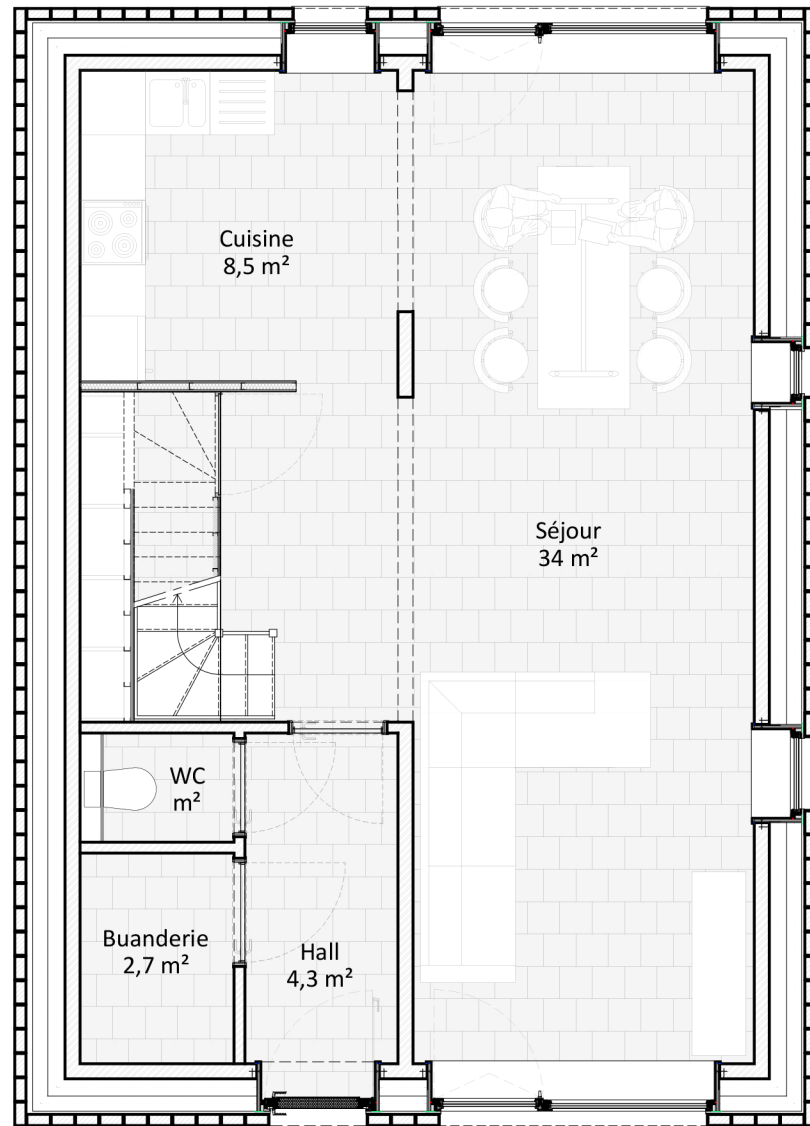 Cuisine
8,5 m²
Séjour
34 m²
WC
m²
Buanderie
2,7 m²
Hall
4,3 m²